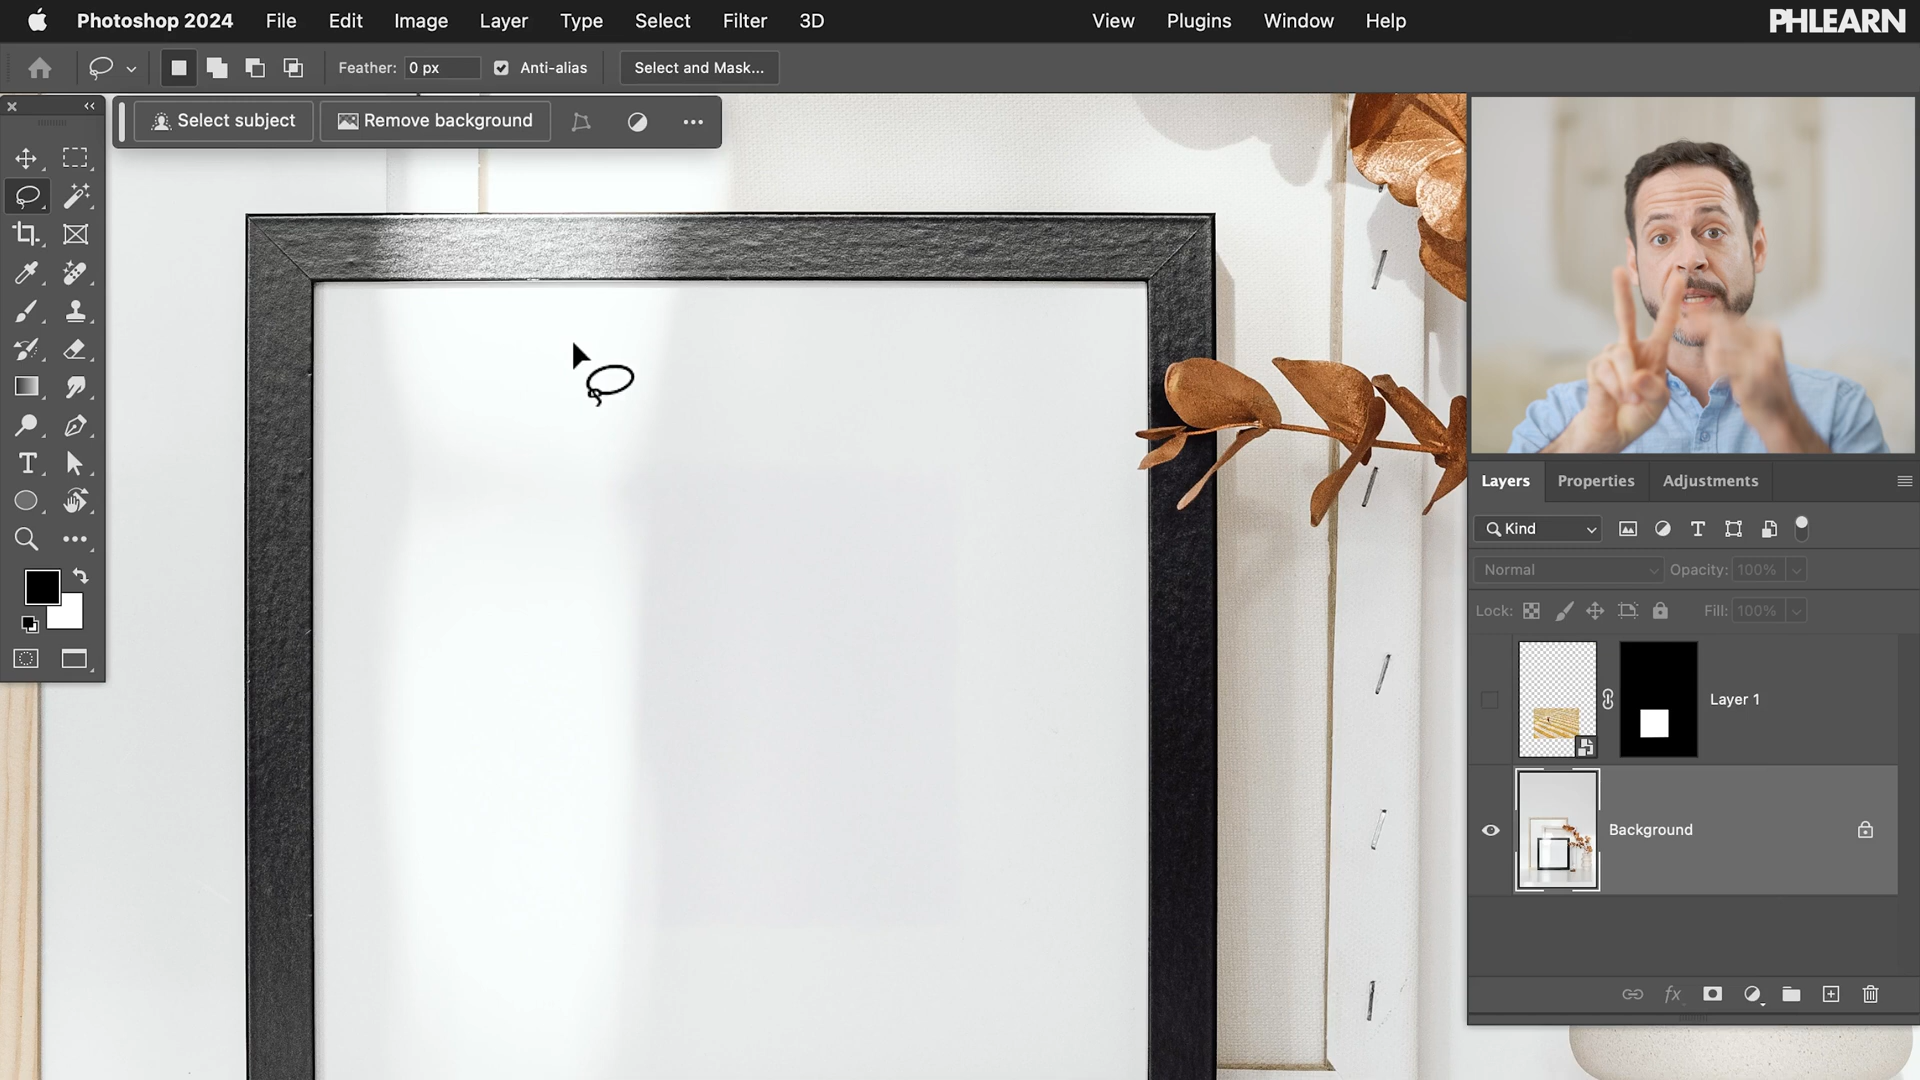 Photoshop 2024 File Edit Image Layer Type Select Filter 3D View Plugins Window Help PHLEARN
Feather: 0 px Anti-alias Select and Mask...
Select subject Remove background
Layers Properties Adjustments
Kind
Normal Opacity: 100%
Lock: Fill: 100%
Layer 1
Background
fx